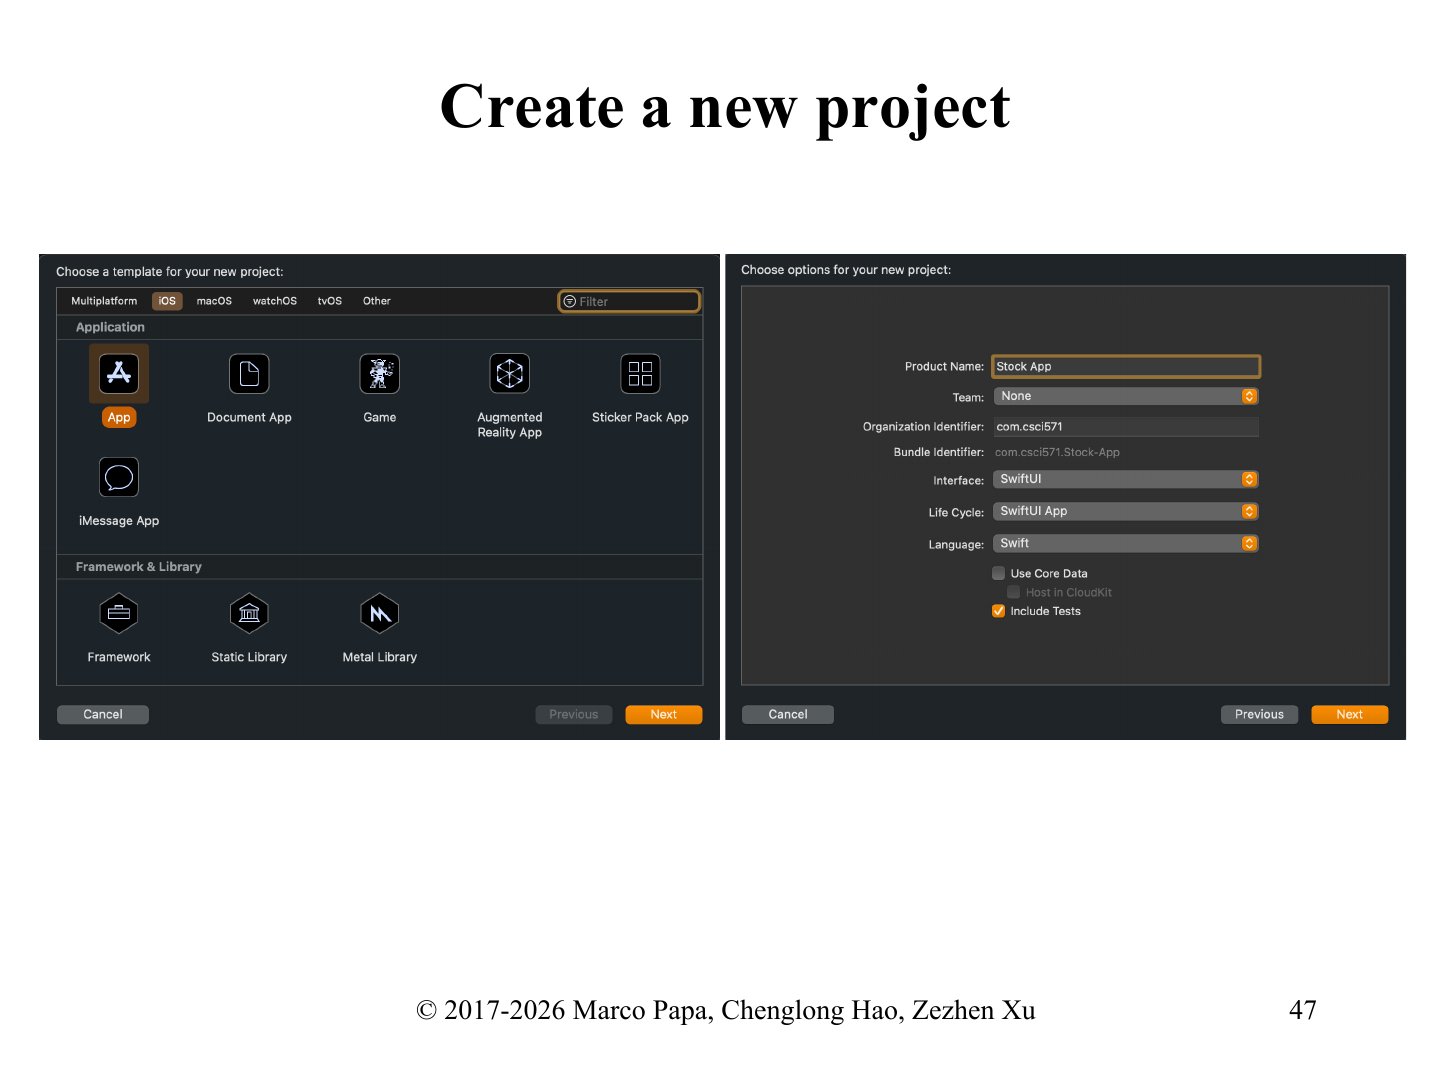 Create a new project
Choose a template for your new project:
Multiplatform iOS macOS watchOS tvOS Other Filter
Application
App Document App Game Augmented Reality App Sticker Pack App
iMessage App
Framework & Library
Framework Static Library Metal Library
Cancel Previous Next
Choose options for your new project:
Product Name: Stock App
Team: None
Organization Identifier: com.csci571
Bundle Identifier: com.csci571.Stock-App
Interface: SwiftUI
Life Cycle: SwiftUI App
Language: Swift
Use Core Data
Host in CloudKit
Include Tests
Cancel Previous Next
© 2017-2026 Marco Papa, Chenglong Hao, Zezhen Xu 47